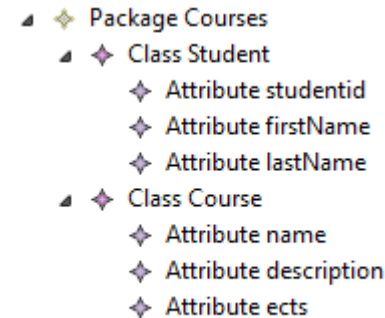 Package Courses
Class Student
Attribute studentid
Attribute firstName
Attribute lastName
Class Course
Attribute name
Attribute description
Attribute ects